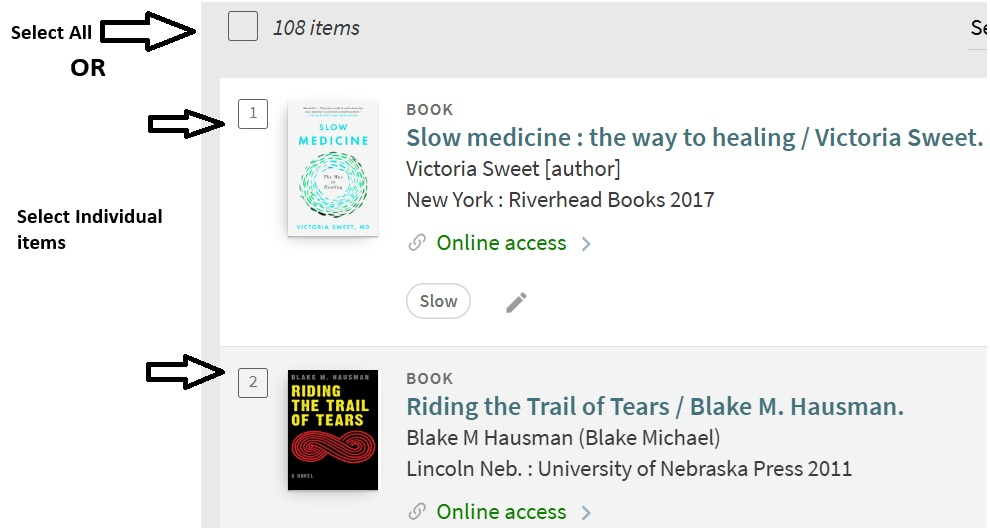 Select All
108 items
Se
OR
1
SLOW
MEDICINE
The Way
to
Healing
VICTORIA SWEET, MD
BOOK
Slow medicine : the way to healing / Victoria Sweet.
Victoria Sweet [author]
New York : Riverhead Books 2017
Online access
Select Individual
items
Slow
2
BLAKE M. HAUSMAN
RIDING
THE TRAIL
OF TEARS
A NOVEL
BOOK
Riding the Trail of Tears / Blake M. Hausman.
Blake M Hausman (Blake Michael)
Lincoln Neb. : University of Nebraska Press 2011
Online access